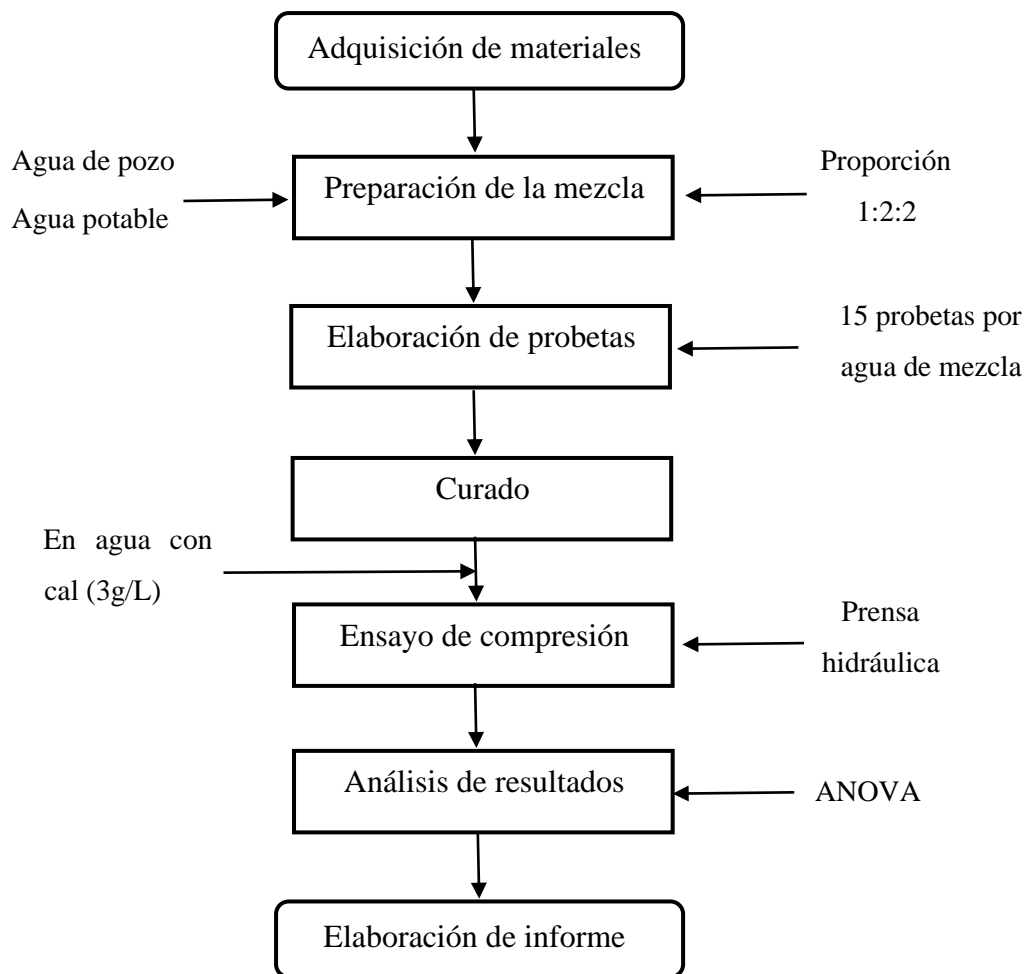 Adquisición de materiales
Agua de pozo
Agua potable
Preparación de la mezcla
Proporción
1:2:2
Elaboración de probetas
15 probetas por
agua de mezcla
Curado
En agua con
cal (3g/L)
Ensayo de compresión
Prensa
hidráulica
Análisis de resultados
ANOVA
Elaboración de informe